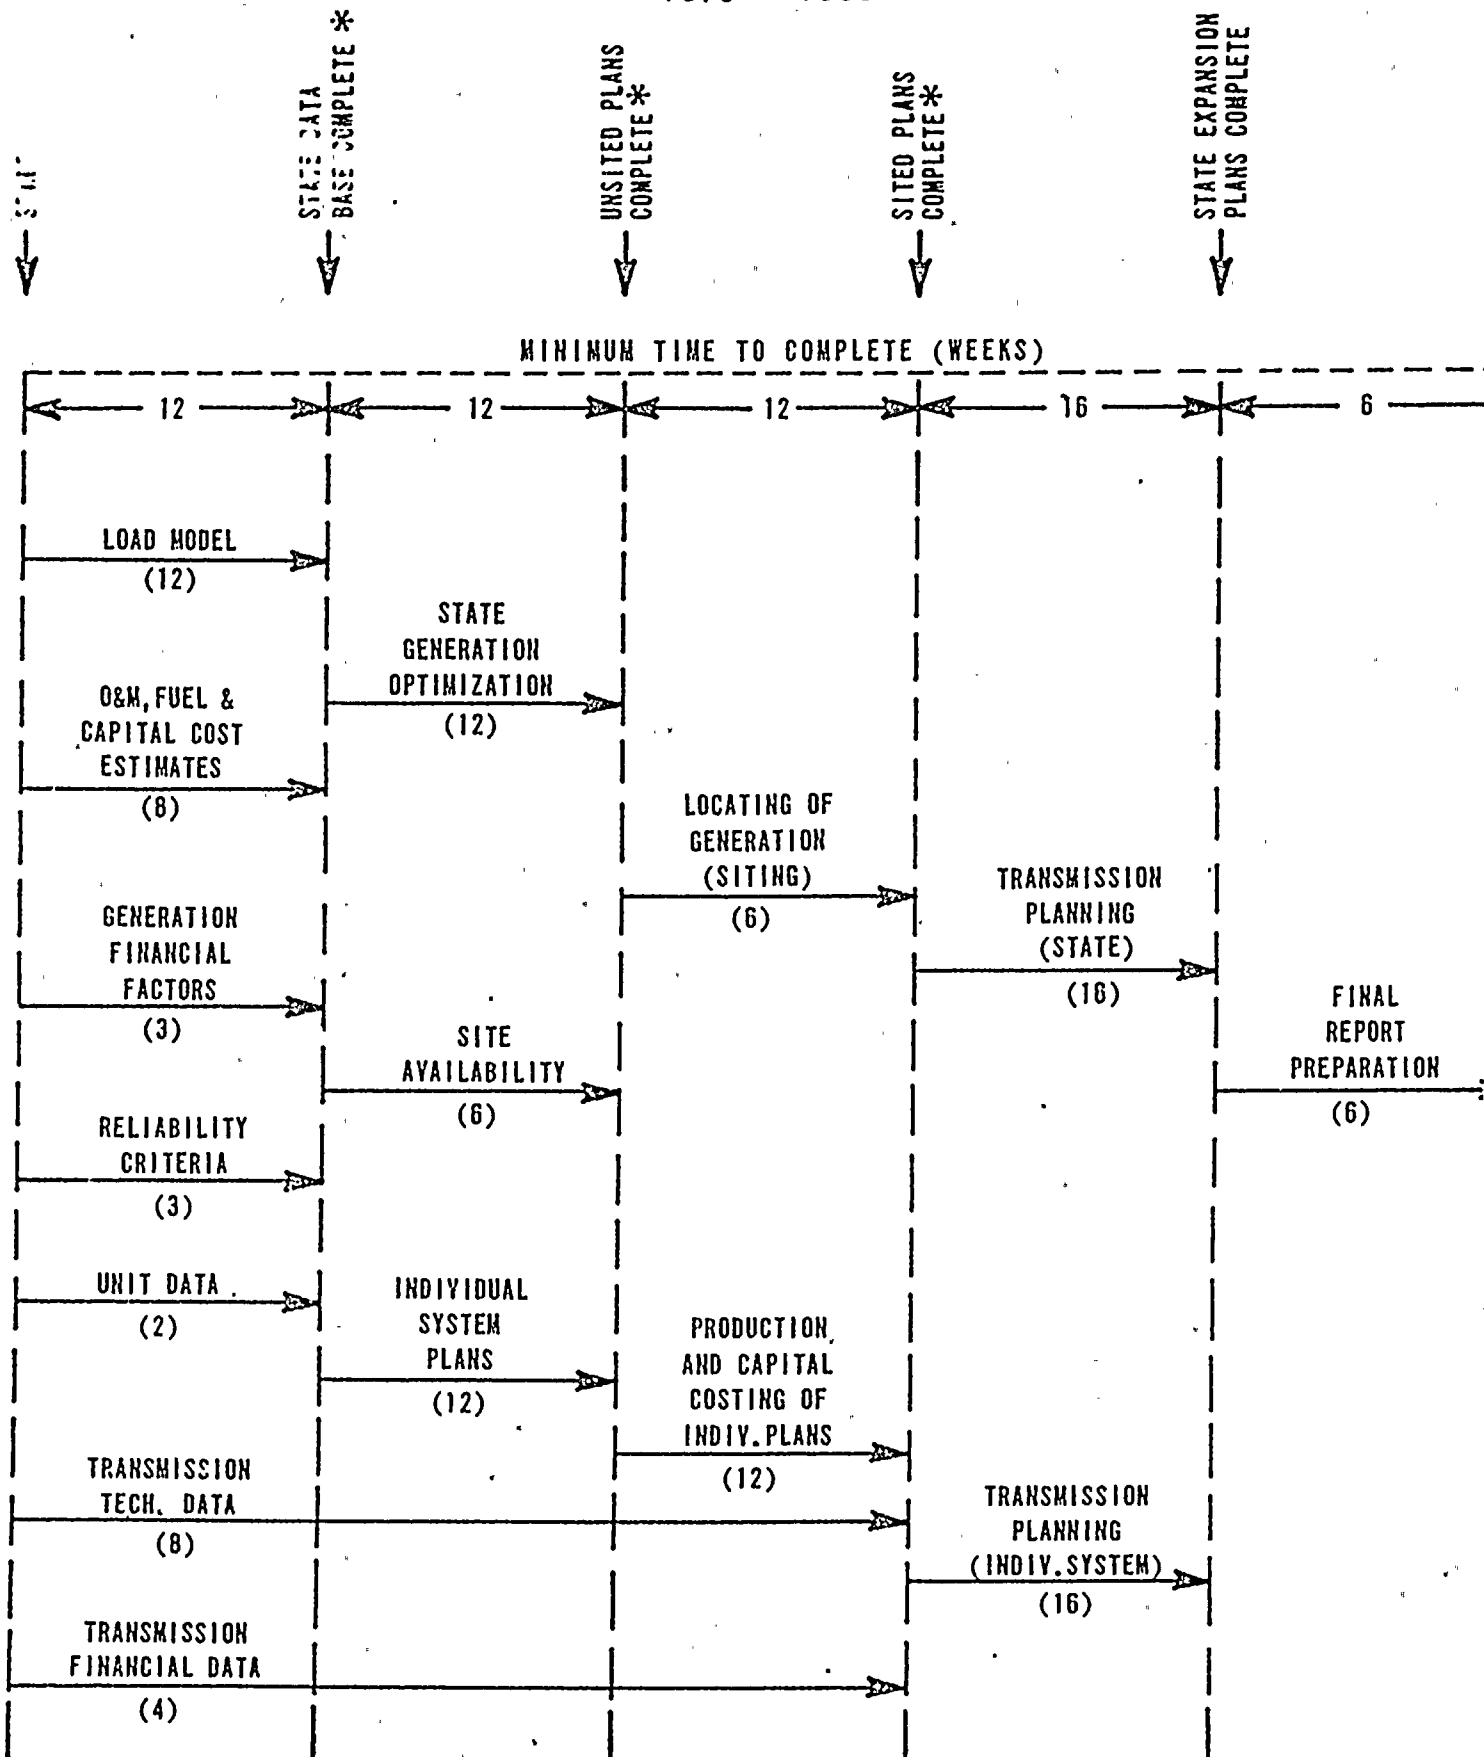 STATE DATA
BASE COMPLETE *
UNSITED PLANS
COMPLETE *
SITED PLANS
COMPLETE *
STATE EXPANSION
PLANS COMPLETE
MINIMUM TIME TO COMPLETE (WEEKS)
12
12
12
16
6
LOAD MODEL
(12)
STATE
GENERATION
OPTIMIZATION
(12)
O&M, FUEL &
CAPITAL COST
ESTIMATES
(8)
LOCATING OF
GENERATION
(SITING)
(6)
TRANSMISSION
PLANNING
(STATE)
(16)
GENERATION
FINANCIAL
FACTORS
(3)
FINAL
REPORT
PREPARATION
(6)
SITE
AVAILABILITY
(6)
RELIABILITY
CRITERIA
(3)
UNIT DATA
(2)
INDIVIDUAL
SYSTEM
PLANS
(12)
PRODUCTION
AND CAPITAL
COSTING OF
INDIV. PLANS
(12)
TRANSMISSION
TECH. DATA
(8)
TRANSMISSION
PLANNING
(INDIV. SYSTEM)
(16)
TRANSMISSION
FINANCIAL DATA
(4)